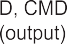 D, CMD
(output)